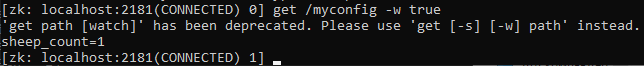 [zk: localhost:2181(CONNECTED) 0] get /myconfig -w true
'get path [watch]' has been deprecated. Please use 'get [-s] [-w] path' instead.
sheep_count=1
[zk: localhost:2181(CONNECTED) 1]